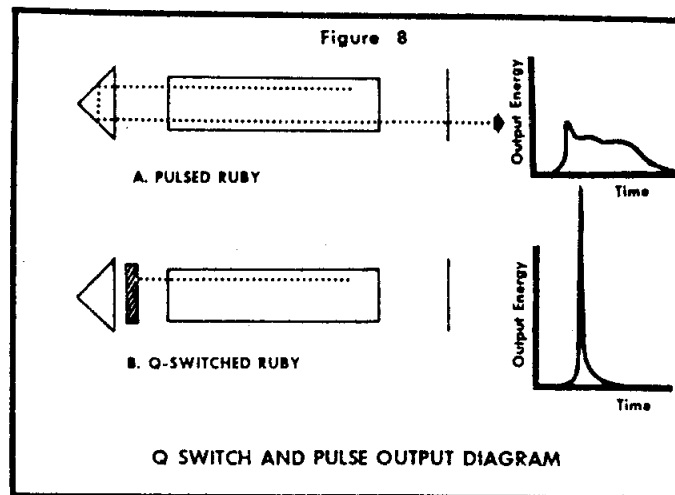 Figure 8
Output Energy
Time
A. PULSED RUBY
Output Energy
Time
B. Q-SWITCHED RUBY
Q SWITCH AND PULSE OUTPUT DIAGRAM